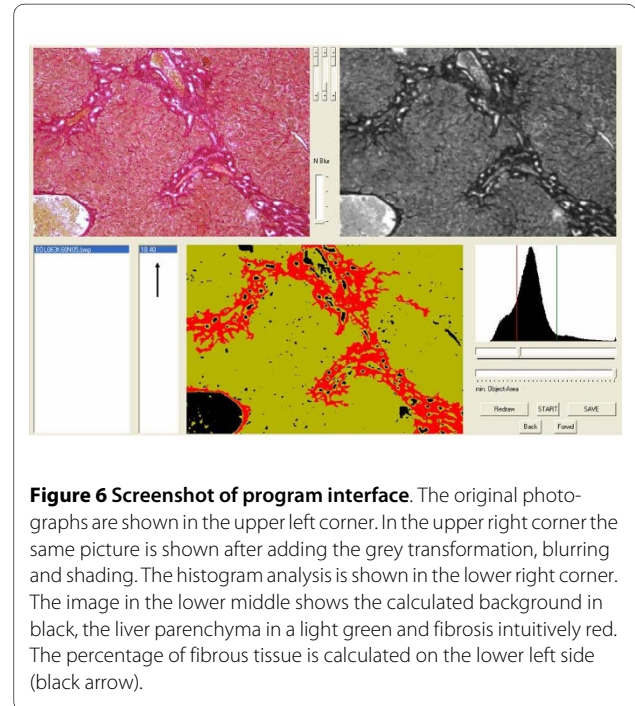 N Blur
BDL063K60N05.bmp
18.40
min. Object-Area
Redraw START SAVE
Back Forwd
Figure 6 Screenshot of program interface. The original photo-
graphs are shown in the upper left corner. In the upper right corner the
same picture is shown after adding the grey transformation, blurring
and shading. The histogram analysis is shown in the lower right corner.
The image in the lower middle shows the calculated background in
black, the liver parenchyma in a light green and fibrosis intuitively red.
The percentage of fibrous tissue is calculated on the lower left side
(black arrow).